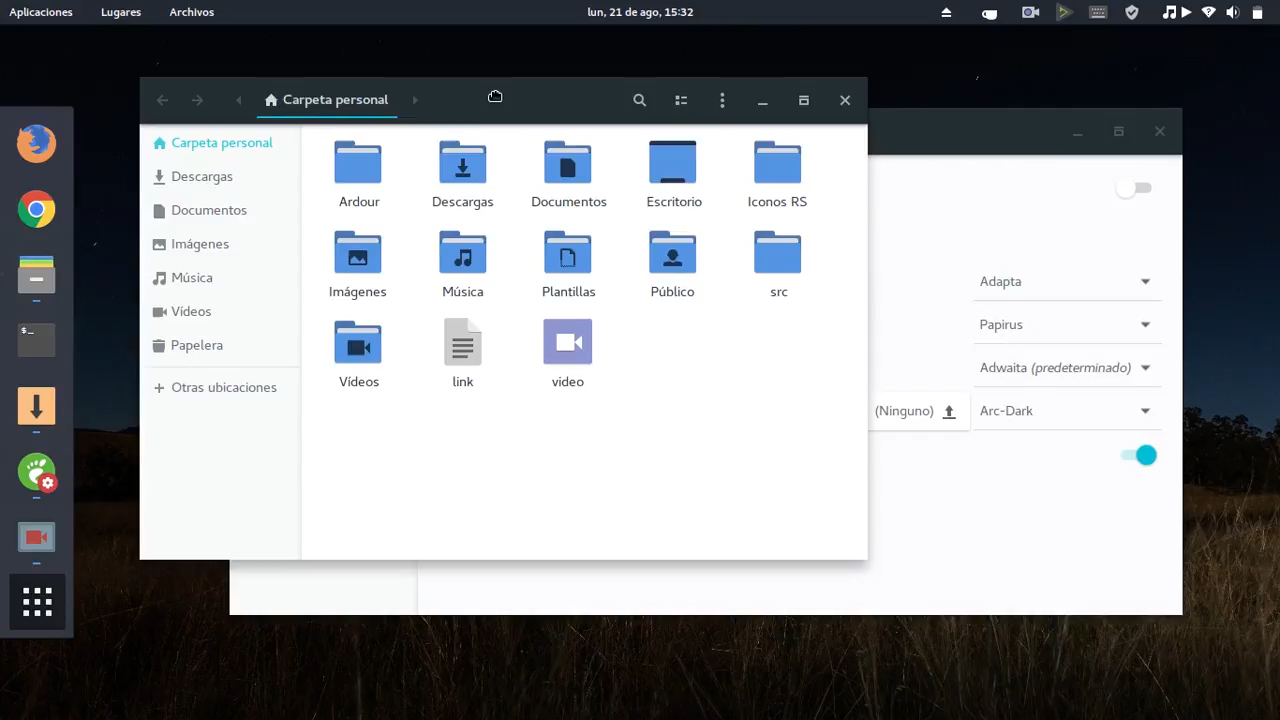 Aplicaciones Lugares Archivos lun, 21 de ago, 15:32
Carpeta personal
Carpeta personal
Descargas
Documentos
Imágenes
Música
Vídeos
Papelera
Otras ubicaciones
Ardour Descargas Documentos Escritorio Iconos RS
Imágenes Música Plantillas Público src
Vídeos link video
Adapta
Papirus
Adwaita (predeterminado)
(Ninguno) Arc-Dark